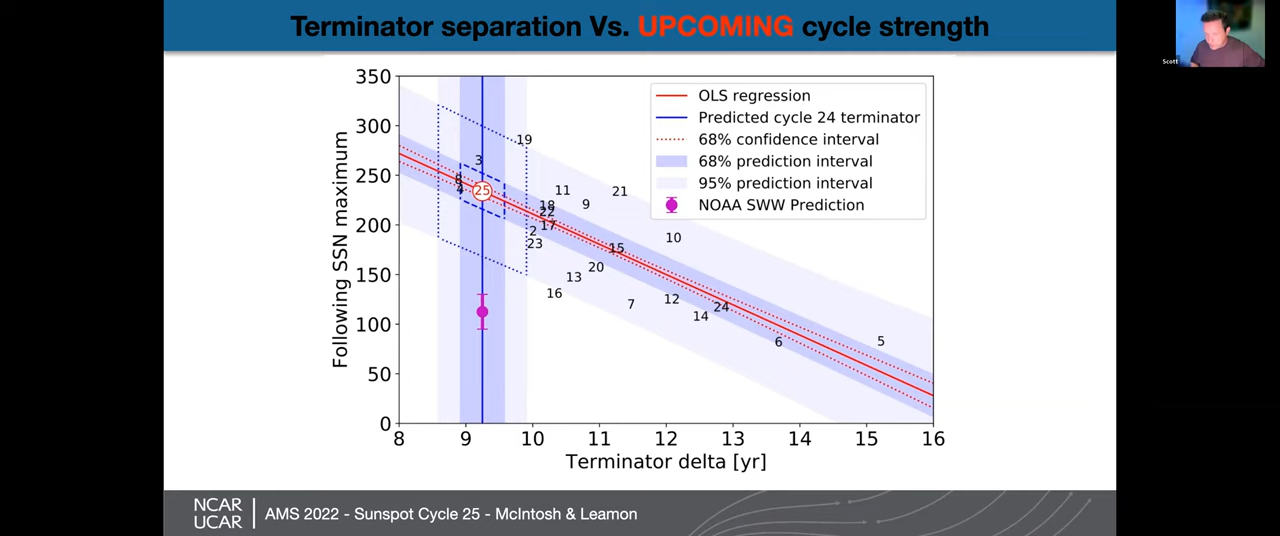 Terminator separation Vs. UPCOMING cycle strength
Scott
350
300
250
200
150
100
50
0
Following SSN maximum
OLS regression
Predicted cycle 24 terminator
68% confidence interval
68% prediction interval
95% prediction interval
NOAA SWW Prediction
19
3
8
4
25
11
21
9
18
22
17
2
23
10
15
20
13
16
7
12
14
24
6
5
8 9 10 11 12 13 14 15 16
Terminator delta [yr]
NCAR
UCAR
AMS 2022 - Sunspot Cycle 25 - McIntosh & Leamon